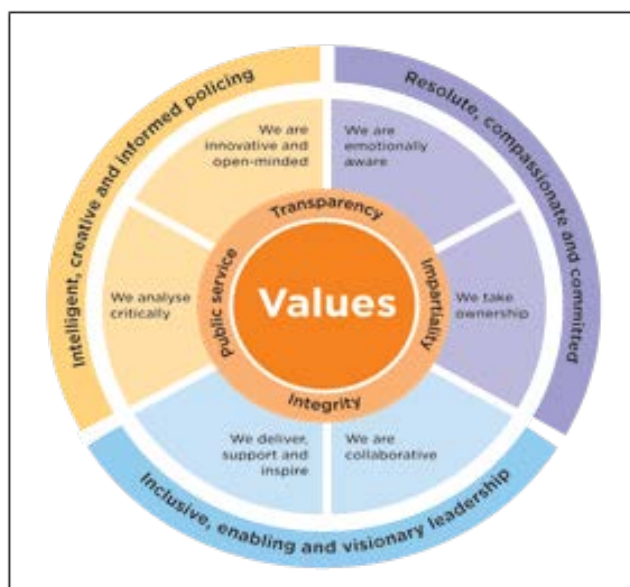 Intelligent, creative and informed policing
Resolute, compassionate and committed
Inclusive, enabling and visionary leadership
We are
innovative and
open-minded
We are
emotionally
aware
We analyse
critically
We take
ownership
We deliver,
support and
inspire
We are
collaborative
Transparency
Impartiality
Integrity
Public service
Values